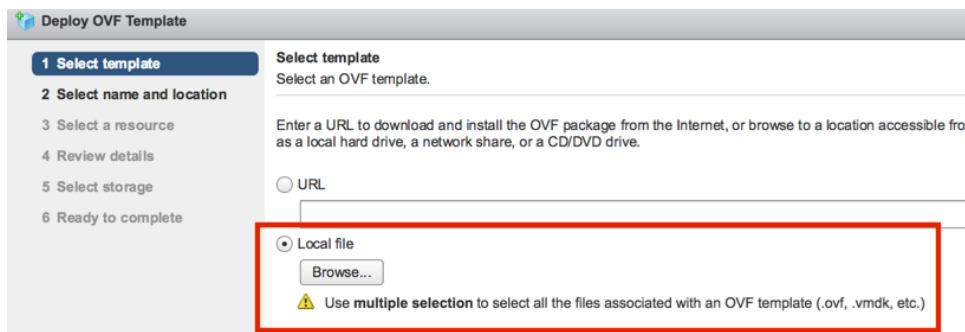 Deploy OVF Template
1 Select template
2 Select name and location
3 Select a resource
4 Review details
5 Select storage
6 Ready to complete
Select template
Select an OVF template.
Enter a URL to download and install the OVF package from the Internet, or browse to a location accessible fro
as a local hard drive, a network share, or a CD/DVD drive.
URL
Local file
Browse...
Use multiple selection to select all the files associated with an OVF template (.ovf, .vmdk, etc.)